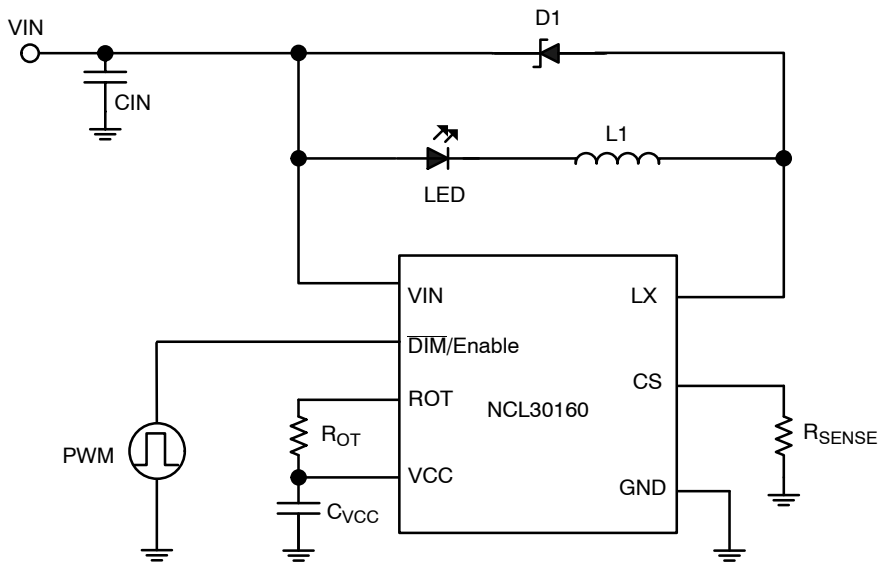 VIN
D1
CIN
L1
LED
VIN
LX
DIM/Enable
CS
ROT
NCL30160
ROT
RSENSE
PWM
VCC
GND
CVCC